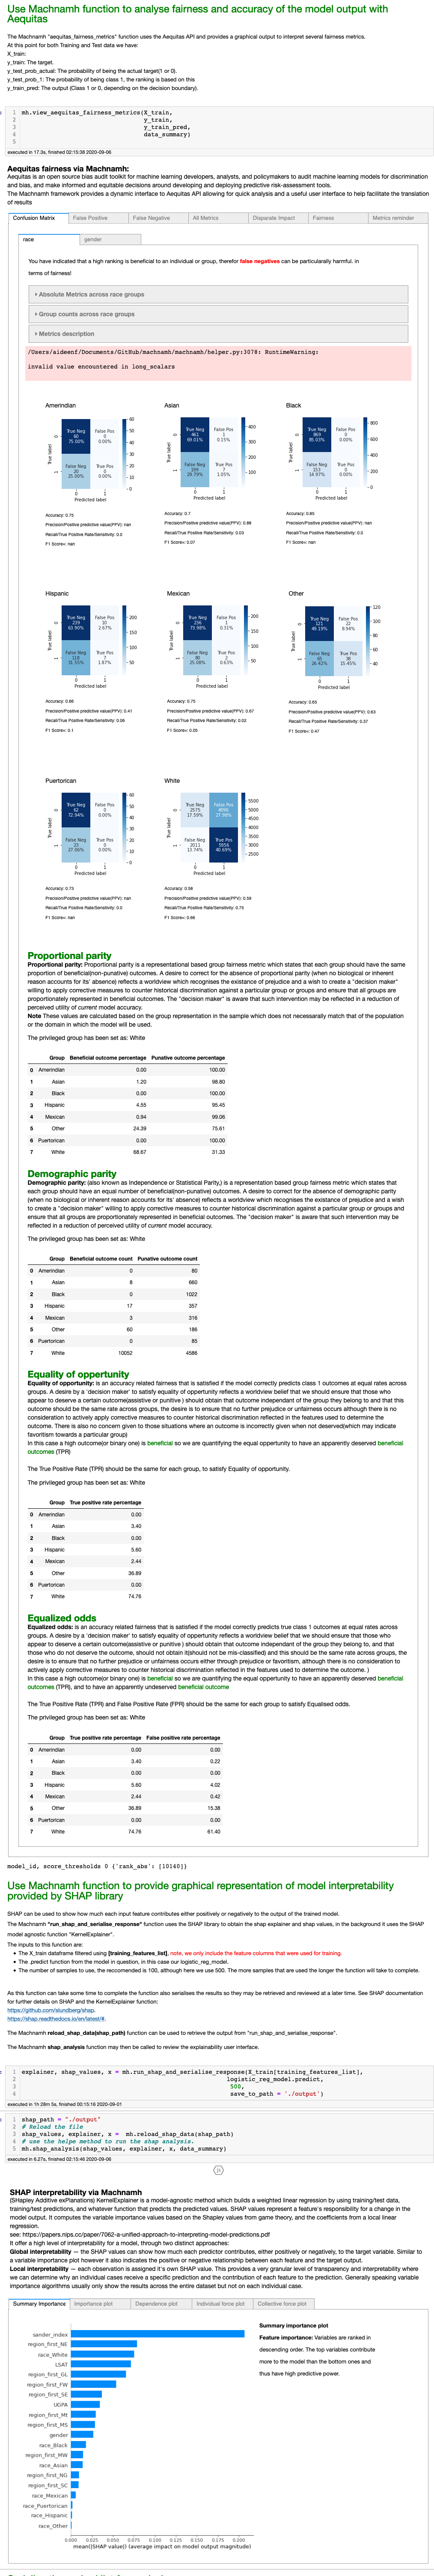 Use Machnamh function to analyse fairness and accuracy of the model output with
Aequitas
The Machnamh "aequitas_fairness_metrics" function uses the Aequitas API and provides a graphical output to interpret several fairness metrics.
At this point for both Training and Test data we have:
X_train:
y_train: The target.
y_test_prob_actual: The probability of being the actual target(1 or 0).
y_test_prob_1: The probability of being class 1, the ranking is based on this
y_train_pred: The output (Class 1 or 0, depending on the decision boundary).
1 mh.view_aequitas_fairness_metrics(X_train,
2 y_train,
3 y_train_pred,
4 data_summary)
5
executed in 17.3s, finished 02:15:38 2020-09-06
Aequitas fairness via Machnamh:
Aequitas is an open source bias audit toolkit for machine learning developers, analysts, and policymakers to audit machine learning models for discrimination
and bias, and make informed and equitable decisions around developing and deploying predictive risk-assessment tools.
The Machnamh framework provides a dynamic interface to Aequitas API allowing for quick analysis and a useful user interface to help facilitate the translation
of results
Confusion Matrix False Positive False Negative All Metrics Disparate Impact Fairness Metrics reminder
race gender
You have indicated that a high ranking is beneficial to an individual or group, therefor false negatives can be particularily harmful. in
terms of fairness!
Absolute Metrics across race groups
Group counts across race groups
Metrics description
/Users/aideenf/Documents/GitHub/machnamh/machnamh/helper.py:3078: RuntimeWarning:
invalid value encountered in long_scalars
Amerindian
True Neg 60 75.00% False Pos 0 0.00%
False Neg 20 25.00% True Pos 0 0.00%
True label
Predicted label
Accuracy: 0.75
Precision/Positive predictive value(PPV): nan
Recall/True Positive Rate/Sensitivity: 0.0
F1 Score=: nan
Asian
True Neg 461 69.01% False Pos 1 0.15%
False Neg 199 29.79% True Pos 7 1.05%
True label
Predicted label
Accuracy: 0.7
Precision/Positive predictive value(PPV): 0.88
Recall/True Positive Rate/Sensitivity: 0.03
F1 Score=: 0.07
Black
True Neg 869 85.03% False Pos 0 0.00%
False Neg 153 14.97% True Pos 0 0.00%
True label
Predicted label
Accuracy: 0.85
Precision/Positive predictive value(PPV): nan
Recall/True Positive Rate/Sensitivity: 0.0
F1 Score=: nan
Hispanic
True Neg 239 63.90% False Pos 10 2.67%
False Neg 118 31.55% True Pos 7 1.87%
True label
Predicted label
Accuracy: 0.66
Precision/Positive predictive value(PPV): 0.41
Recall/True Positive Rate/Sensitivity: 0.06
F1 Score=: 0.1
Mexican
True Neg 236 73.98% False Pos 1 0.31%
False Neg 80 25.08% True Pos 2 0.63%
True label
Predicted label
Accuracy: 0.75
Precision/Positive predictive value(PPV): 0.67
Recall/True Positive Rate/Sensitivity: 0.02
F1 Score=: 0.05
Other
True Neg 121 49.19% False Pos 22 8.94%
False Neg 65 26.42% True Pos 38 15.45%
True label
Predicted label
Accuracy: 0.65
Precision/Positive predictive value(PPV): 0.63
Recall/True Positive Rate/Sensitivity: 0.37
F1 Score=: 0.47
Puertorican
True Neg 62 72.94% False Pos 0 0.00%
False Neg 23 27.06% True Pos 0 0.00%
True label
Predicted label
Accuracy: 0.73
Precision/Positive predictive value(PPV): nan
Recall/True Positive Rate/Sensitivity: 0.0
F1 Score=: nan
White
True Neg 2575 17.59% False Pos 4096 27.98%
False Neg 2011 13.74% True Pos 5956 40.69%
True label
Predicted label
Accuracy: 0.58
Precision/Positive predictive value(PPV): 0.59
Recall/True Positive Rate/Sensitivity: 0.75
F1 Score=: 0.66
Proportional parity
Proportional parity: Proportional parity is a representational based group fairness metric which states that each group should have the same
proportion of beneficial(non-punative) outcomes. A desire to correct for the absence of proportional parity (when no biological or inherent
reason accounts for its' absence) reflects a worldview which recognises the existence of prejudice and a wish to create a "decision maker"
willing to apply corrective measures to counter historical discrimination against a particular group or groups and ensure that all groups are
proportionately represented in beneficial outcomes. The "decision maker" is aware that such intervention may be reflected in a reduction of
perceived utility of current model accuracy.
Note These values are calculated based on the group representation in the sample which does not necessarally match that of the population
or the domain in which the model will be used.
The privileged group has been set as: White
Group Beneficial outcome percentage Punative outcome percentage
0 Amerindian 0.00 100.00
1 Asian 1.20 98.80
2 Black 0.00 100.00
3 Hispanic 4.55 95.45
4 Mexican 0.94 99.06
5 Other 24.39 75.61
6 Puertorican 0.00 100.00
7 White 68.67 31.33
Demographic parity
Demographic parity: (also known as Independence or Statistical Parity,) is a representation based group fairness metric which states that
each group should have an equal number of beneficial(non-punative) outcomes. A desire to correct for the absence of demographic parity
(when no biological or inherent reason accounts for its' absence) reflects a worldview which recognises the existence of prejudice and a wish
to create a "decision maker" willing to apply corrective measures to counter historical discrimination against a particular group or groups and
ensure that all groups are proportionately represented in beneficial outcomes. The "decision maker" is aware that such intervention may be
reflected in a reduction of perceived utility of current model accuracy.
The privileged group has been set as: White
Group Beneficial outcome count Punative outcome count
0 Amerindian 0 80
1 Asian 8 660
2 Black 0 1022
3 Hispanic 17 357
4 Mexican 3 316
5 Other 60 186
6 Puertorican 0 85
7 White 10052 4586
Equality of oppertunity
Equality of opportunity: is an accuracy related fairness that is satisfied if the model correctly predicts class 1 outcomes at equal rates across
groups. A desire by a 'decision maker' to satisfy equality of opportunity reflects a worldview belief that we should ensure that those who
appear to deserve a certain outcome(assistive or punitive ) should obtain that outcome independent of the group they belong to and that this
outcome should be the same rate across groups, the desire is to ensure that no further prejudice or unfairness occurs although there is no
consideration to actively apply corrective measures to counter historical discrimination reflected in the features used to determine the
outcome. There is also no concern given to situations where an outcome is incorrectly given when not deserved(which may indicate
favoritism towards a particular group)
In this case a high outcome(or binary one) is beneficial so we are quantifying the equal opportunity to have an apparently deserved beneficial
outcomes (TPR)
The True Positive Rate (TPR) should be the same for each group, to satisfy Equality of opportunity.
The privileged group has been set as: White
Group True positive rate percentage
0 Amerindian 0.00
1 Asian 3.40
2 Black 0.00
3 Hispanic 5.60
4 Mexican 2.44
5 Other 36.89
6 Puertorican 0.00
7 White 74.76
Equalized odds
Equalized odds: is an accuracy related fairness that is satisfied if the model correctly predicts true class 1 outcomes at equal rates across
groups. A desire by a 'decision maker' to satisfy equality of opportunity reflects a worldview belief that we should ensure that those who
appear to deserve a certain outcome(assistive or punitive ) should obtain that outcome independent of the group they belong to, and that
those who do not deserve the outcome, should not obtain it(should not be mis-classified) and this should be the same rate across groups, the
desire is to ensure that no further prejudice or unfairness occurs either through prejudice or favoritism, although there is no consideration to
actively apply corrective measures to counter historical discrimination reflected in the features used to determine the outcome. )
In this case a high outcome(or binary one) is beneficial so we are quantifying the equal opportunity to have an apparently deserved beneficial
outcomes (TPR), and to have an apparently undeserved beneficial outcome
The True Positive Rate (TPR) and False Positive Rate (FPR) should be the same for each group to satisfy Equalised odds.
The privileged group has been set as: White
Group True positive rate percentage False positive rate percentage
0 Amerindian 0.00 0.00
1 Asian 3.40 0.22
2 Black 0.00 0.00
3 Hispanic 5.60 4.02
4 Mexican 2.44 0.42
5 Other 36.89 15.38
6 Puertorican 0.00 0.00
7 White 74.76 61.40
model_id, score_thresholds 0 {'rank_abs': [10140]}
Use Machnamh function to provide graphical representation of model interpretability
provided by SHAP library
SHAP can be used to show how much each input feature contributes either positively or negatively to the output of the trained model.
The Machnamh "run_shap_and_serialise_response" function uses the SHAP library to obtain the shap explainer and shap values, in the background it uses the SHAP
model agnostic function "KernelExplainer".
The inputs to this function are:
The X_train dataframe filtered using [training_features_list], note, we only include the feature columns that were used for training.
The .predict function from the model in question, in this case our logistic_reg_model.
The number of samples to use, the reccomended is 100, although here we use 500. The more samples that are used the longer the function will take to complete.
As this function can take some time to complete the function also serialises the results so they may be retrieved and reviewed at a later time. See SHAP documentation
for further details on SHAP and the KernelExplainer function:
https://github.com/slundberg/shap.
https://shap.readthedocs.io/en/latest/#.
The Machnamh reload_shap_data(shap_path) function can be used to retrieve the output from "run_shap_and_serialise_response".
The Machnamh shap_analysis function may then be called to review the explainability user interface.
1 explainer, shap_values, x = mh.run_shap_and_serialise_response(X_train[training_features_list],
2 logistic_reg_model.predict,
3 500,
4 save_to_path = './output')
executed in 1h 28m 5s, finished 00:15:16 2020-09-01
1 shap_path = "./output"
2 # Reload the file
3 shap_values, explainer, x = mh.reload_shap_data(shap_path)
4 # use the helpe method to run the shap analysis.
5 mh.shap_analysis(shap_values, explainer, x, data_summary)
executed in 6.27s, finished 02:15:46 2020-09-06
js
SHAP interpretability via Machnamh
(SHapley Additive exPlanations) KernelExplainer is a model-agnostic method which builds a weighted linear regression by using training/test data,
training/test predictions, and whatever function that predicts the predicted values. SHAP values represent a feature's responsibility for a change in the
model output. It computes the variable importance values based on the Shapley values from game theory, and the coefficients from a local linear
regression.
see: https://papers.nips.cc/paper/7062-a-unified-approach-to-interpreting-model-predictions.pdf
It offer a high level of interpretability for a model, through two distinct approaches:
Global interpretability — the SHAP values can show how much each predictor contributes, either positively or negatively, to the target variable. Similar to a
variable importance plot however it also indicates the positive or negative relationship between each feature and the target output.
Local interpretability — each observation is assigned it's own SHAP value. This provides a very granular level of transparency and interpretability where
we can determine why an individual cases receive a specific prediction and the contribution of each feature to the prediction. Generally speaking variable
importance algorithms usually only show the results across the entire dataset but not on each individual case.
Summary Importance Importance plot Dependence plot Individual force plot Collective force plot
Summary importance plot
Feature importance: Variables are ranked in
descending order. The top variables contribute
more to the model than the bottom ones and
thus have high predictive power.
sander_index
region_first_NE
race_White
LSAT
region_first_GL
region_first_FW
region_first_SE
UGPA
region_first_Mt
region_first_MS
gender
race_Black
region_first_MW
race_Asian
region_first_NG
region_first_SC
race_Mexican
race_Puertorican
race_Hispanic
race_Other
0.000 0.025 0.050 0.075 0.100 0.125 0.150 0.175 0.200
mean(|SHAP value|) (average impact on model output magnitude)